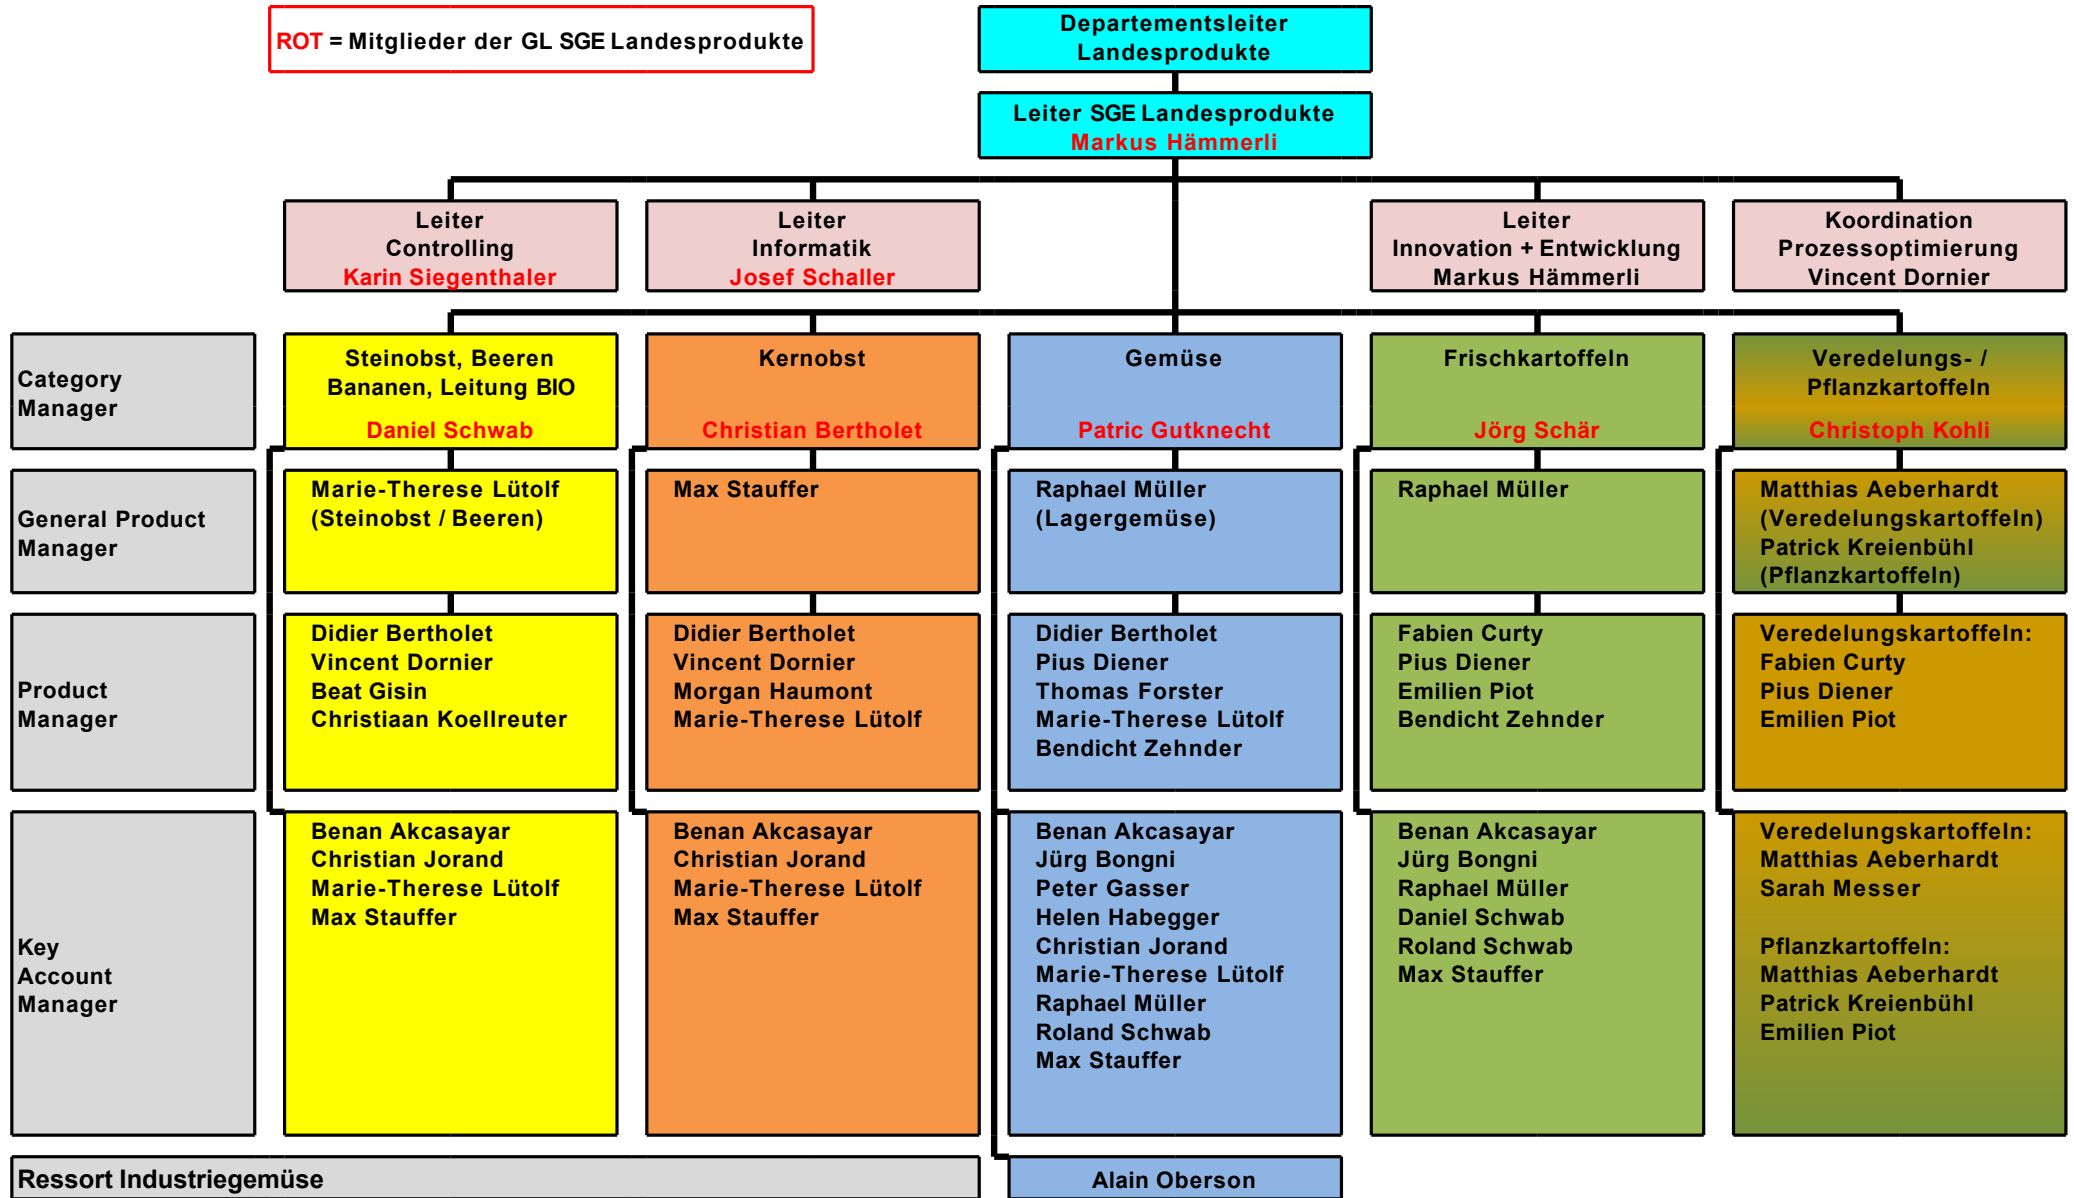 ROT = Mitglieder der GL SGE Landesprodukte
Departementsleiter
Landesprodukte
Leiter SGE Landesprodukte
Markus Hämmerli
Leiter
Controlling
Karin Siegenthaler
Leiter
Informatik
Josef Schaller
Leiter
Innovation + Entwicklung
Markus Hämmerli
Koordination
Prozessoptimierung
Vincent Dornier
Category
Manager
Steinobst, Beeren
Bananen, Leitung BIO
Daniel Schwab
Kernobst
Christian Bertholet
Gemüse
Patric Gutknecht
Frischkartoffeln
Jörg Schär
Veredelungs- /
Pflanzkartoffeln
Christoph Kohli
General Product
Manager
Marie-Therese Lütolf
(Steinobst / Beeren)
Max Stauffer
Raphael Müller
(Lagergemüse)
Raphael Müller
Matthias Aeberhardt
(Veredelungskartoffeln)
Patrick Kreienbühl
(Pflanzkartoffeln)
Product
Manager
Didier Bertholet
Vincent Dornier
Beat Gisin
Christiaan Koellreuter
Didier Bertholet
Vincent Dornier
Morgan Haumont
Marie-Therese Lütolf
Didier Bertholet
Pius Diener
Thomas Forster
Marie-Therese Lütolf
Bendicht Zehnder
Fabien Curty
Pius Diener
Emilien Piot
Bendicht Zehnder
Veredelungskartoffeln:
Fabien Curty
Pius Diener
Emilien Piot
Key
Account
Manager
Benan Akcasayar
Christian Jorand
Marie-Therese Lütolf
Max Stauffer
Benan Akcasayar
Christian Jorand
Marie-Therese Lütolf
Max Stauffer
Benan Akcasayar
Jürg Bongni
Peter Gasser
Helen Habegger
Christian Jorand
Marie-Therese Lütolf
Raphael Müller
Roland Schwab
Max Stauffer
Benan Akcasayar
Jürg Bongni
Raphael Müller
Daniel Schwab
Roland Schwab
Max Stauffer
Veredelungskartoffeln:
Matthias Aeberhardt
Sarah Messer
Pflanzkartoffeln:
Matthias Aeberhardt
Patrick Kreienbühl
Emilien Piot
Ressort Industriegemüse
Alain Oberson